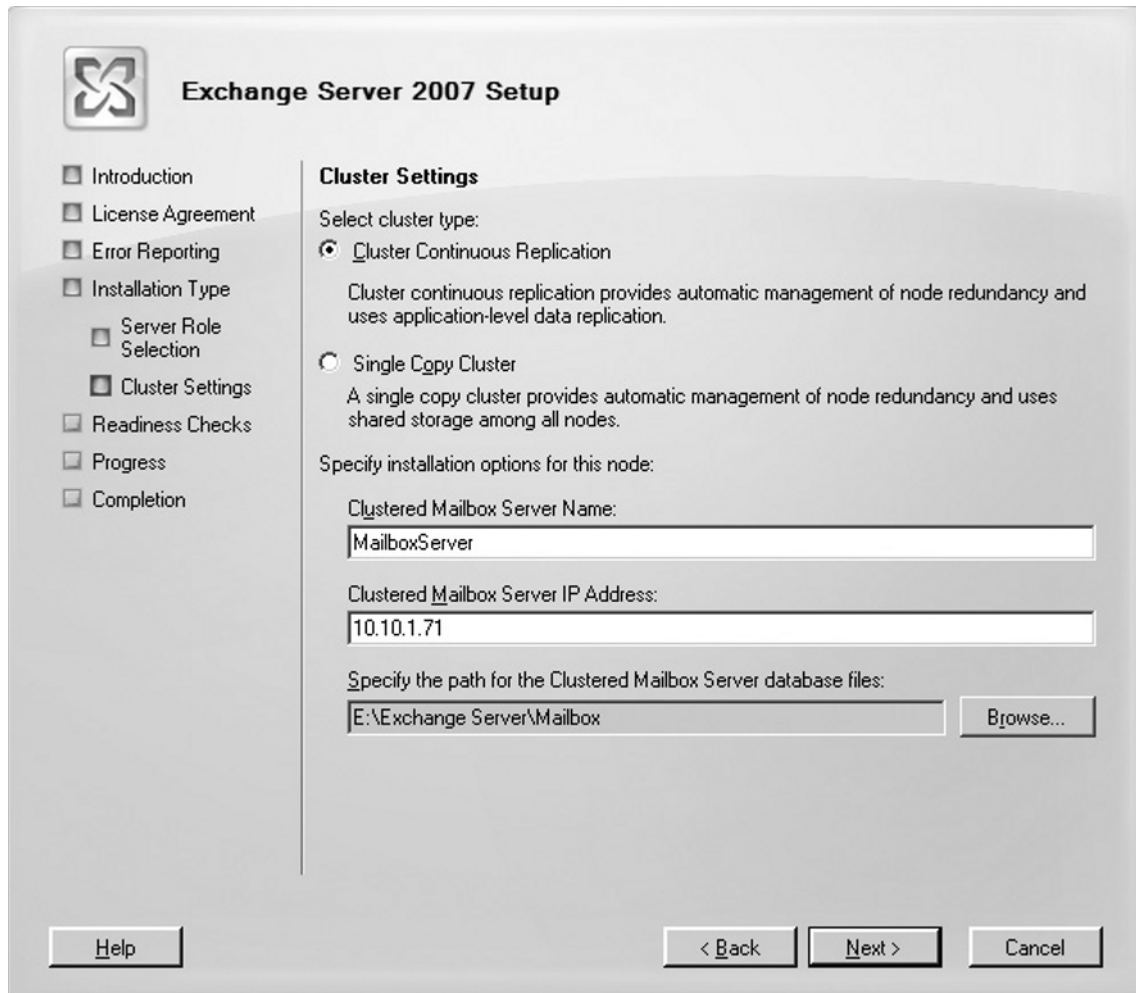 Exchange Server 2007 Setup
Introduction
License Agreement
Error Reporting
Installation Type
Server Role
Selection
Cluster Settings
Readiness Checks
Progress
Completion
Cluster Settings
Select cluster type:
Cluster Continuous Replication
Cluster continuous replication provides automatic management of node redundancy and
uses application-level data replication.
Single Copy Cluster
A single copy cluster provides automatic management of node redundancy and uses
shared storage among all nodes.
Specify installation options for this node:
Clustered Mailbox Server Name:
MailboxServer
Clustered Mailbox Server IP Address:
10.10.1.71
Specify the path for the Clustered Mailbox Server database files:
E:\Exchange Server\Mailbox
Browse...
Help
< Back
Next >
Cancel